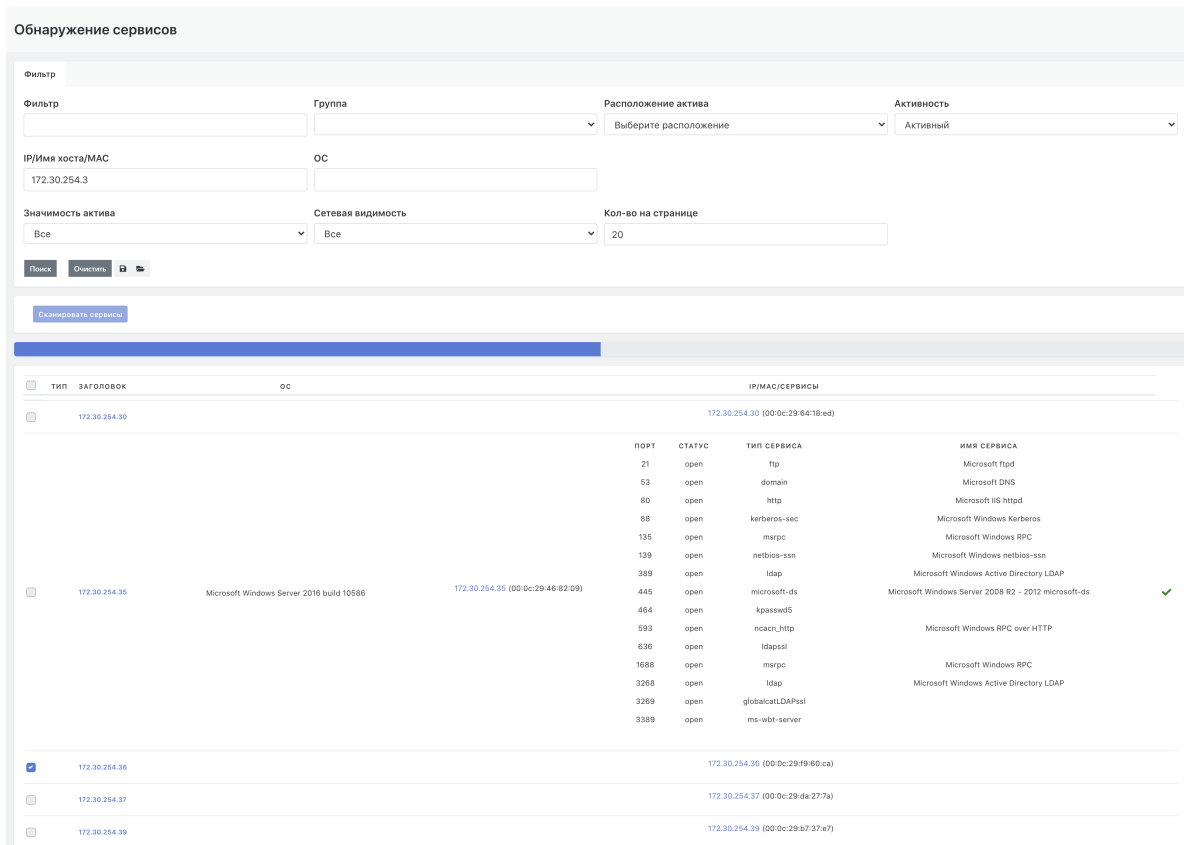 Обнаружение сервисов
Фильтр
Фильтр Группа Расположение актива Активность
Выберите расположение Активный
IP/Имя хоста/MAC ОС
172.30.254.3
Значимость актива Сетевая видимость Кол-во на странице
Все Все 20
Поиск Очистить
Сканировать сервисы
ТИП ЗАГОЛОВОК ОС IP/MAC/СЕРВИСЫ
172.30.254.30 172.30.254.30 (00:0c:29:64:18:ed)
ПОРТ СТАТУС ТИП СЕРВИСА ИМЯ СЕРВИСА
21 open ftp Microsoft ftpd
53 open domain Microsoft DNS
80 open http Microsoft IIS httpd
88 open kerberos-sec Microsoft Windows Kerberos
135 open msrpc Microsoft Windows RPC
139 open netbios-ssn Microsoft Windows netbios-ssn
389 open ldap Microsoft Windows Active Directory LDAP
172.30.254.35 Microsoft Windows Server 2016 build 10586 172.30.254.35 (00:0c:29:46:82:09) 445 open microsoft-ds Microsoft Windows Server 2008 R2 - 2012 microsoft-ds
464 open kpasswd5
593 open ncacn_http Microsoft Windows RPC over HTTP
636 open ldapssl
1688 open msrpc Microsoft Windows RPC
3268 open ldap Microsoft Windows Active Directory LDAP
3269 open globalcatLDAPssl
3389 open ms-wbt-server
172.30.254.36 172.30.254.36 (00:0c:29:f9:60:ca)
172.30.254.37 172.30.254.37 (00:0c:29:da:27:7a)
172.30.254.39 172.30.254.39 (00:0c:29:b7:37:e7)